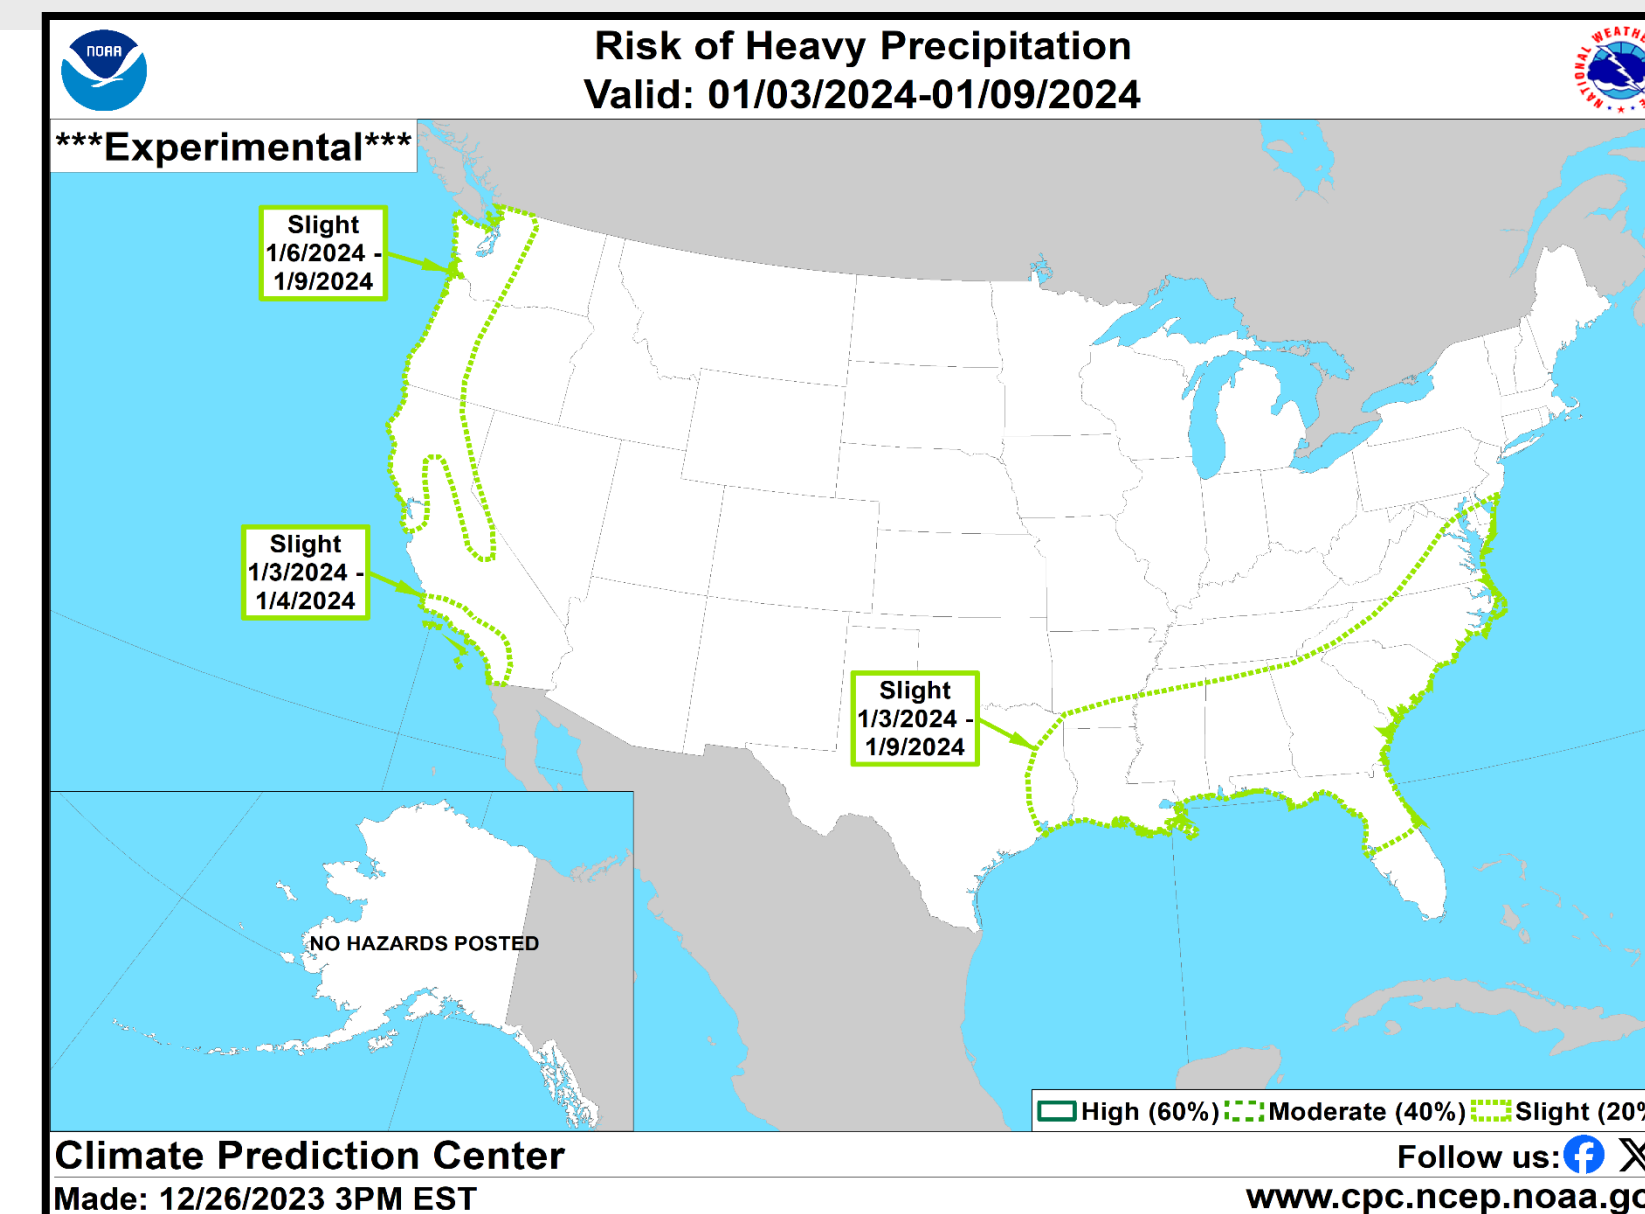 NOAA
Risk of Heavy Precipitation
Valid: 01/03/2024-01/09/2024
NATIONAL WEATHE
***Experimental***
Slight
1/6/2024 -
1/9/2024
Slight
1/3/2024 -
1/4/2024
Slight
1/3/2024 -
1/9/2024
NO HAZARDS POSTED
High (60%) Moderate (40%) Slight (20%
Climate Prediction Center
Follow us:
Made: 12/26/2023 3PM EST
www.cpc.ncep.noaa.go